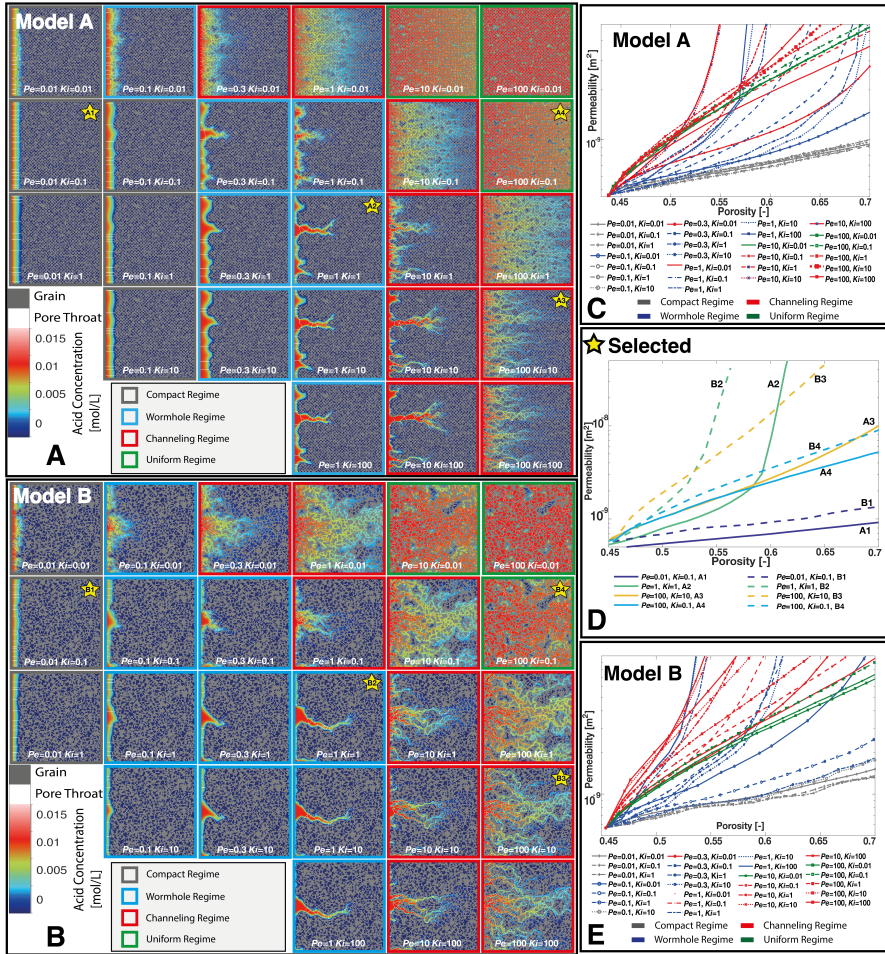 Model A
Pe=0.01 Ki=0.01
Pe=0.1 Ki=0.01
Pe=0.3 Ki=0.01
Pe=1 Ki=0.01
Pe=10 Ki=0.01
Pe=100 Ki=0.01
A1
A4
Pe=0.01 Ki=0.1
Pe=0.1 Ki=0.1
Pe=0.3 Ki=0.1
Pe=1 Ki=0.1
Pe=10 Ki=0.1
Pe=100 Ki=0.1
A2
Pe=0.01 Ki=1
Pe=0.1 Ki=1
Pe=0.3 Ki=1
Pe=1 Ki=1
Pe=10 Ki=1
Pe=100 Ki=1
A3
Pe=0.1 Ki=10
Pe=0.3 Ki=10
Pe=1 Ki=10
Pe=10 Ki=10
Pe=100 Ki=10
Pe=1 Ki=100
Pe=10 Ki=100
Pe=100 Ki=100
Grain
Pore Throat
0.015
0.01
0.005
0
Acid Concentration
[mol/L]
Compact Regime
Wormhole Regime
Channeling Regime
Uniform Regime
A
Model B
Pe=0.01 Ki=0.01
Pe=0.1 Ki=0.01
Pe=0.3 Ki=0.01
Pe=1 Ki=0.01
Pe=10 Ki=0.01
Pe=100 Ki=0.01
B1
B4
Pe=0.01 Ki=0.1
Pe=0.1 Ki=0.1
Pe=0.3 Ki=0.1
Pe=1 Ki=0.1
Pe=10 Ki=0.1
Pe=100 Ki=0.1
B2
Pe=0.01 Ki=1
Pe=0.1 Ki=1
Pe=0.3 Ki=1
Pe=1 Ki=1
Pe=10 Ki=1
Pe=100 Ki=1
B3
Pe=0.1 Ki=10
Pe=0.3 Ki=10
Pe=1 Ki=10
Pe=10 Ki=10
Pe=100 Ki=10
Pe=1 Ki=100
Pe=10 Ki=100
Pe=100 Ki=100
Grain
Pore Throat
0.015
0.01
0.005
0
Acid Concentration
[mol/L]
Compact Regime
Wormhole Regime
Channeling Regime
Uniform Regime
B
Model A
Permeability [m²]
10⁻⁹
0.45 0.5 0.55 0.6 0.65 0.7
Porosity [-]
Pe=0.01, Ki=0.01
Pe=0.01, Ki=0.1
Pe=0.01, Ki=1
Pe=0.1, Ki=0.01
Pe=0.1, Ki=0.1
Pe=0.1, Ki=1
Pe=0.1, Ki=10
Pe=0.3, Ki=0.01
Pe=0.3, Ki=0.1
Pe=0.3, Ki=1
Pe=0.3, Ki=10
Pe=1, Ki=0.01
Pe=1, Ki=0.1
Pe=1, Ki=1
Pe=1, Ki=10
Pe=1, Ki=100
Pe=10, Ki=0.01
Pe=10, Ki=0.1
Pe=10, Ki=1
Pe=10, Ki=10
Pe=10, Ki=100
Pe=100, Ki=0.01
Pe=100, Ki=0.1
Pe=100, Ki=1
Pe=100, Ki=10
Pe=100, Ki=100
Compact Regime
Channeling Regime
Wormhole Regime
Uniform Regime
C
Selected
Permeability [m²]
10⁻⁸
10⁻⁹
B2
A2
B3
A3
B4
A4
B1
A1
0.45 0.5 0.55 0.6 0.65 0.7
Porosity [-]
Pe=0.01, Ki=0.1, A1
Pe=1, Ki=1, A2
Pe=100, Ki=10, A3
Pe=100, Ki=0.1, A4
Pe=0.01, Ki=0.1, B1
Pe=1, Ki=1, B2
Pe=100, Ki=10, B3
Pe=100, Ki=0.1, B4
D
Model B
Permeability [m²]
10⁻⁹
0.45 0.5 0.55 0.6 0.65 0.7
Porosity [-]
Pe=0.01, Ki=0.01
Pe=0.01, Ki=0.1
Pe=0.01, Ki=1
Pe=0.1, Ki=0.01
Pe=0.1, Ki=0.1
Pe=0.1, Ki=1
Pe=0.1, Ki=10
Pe=0.3, Ki=0.01
Pe=0.3, Ki=0.1
Pe=0.3, Ki=1
Pe=0.3, Ki=10
Pe=1, Ki=0.01
Pe=1, Ki=0.1
Pe=1, Ki=1
Pe=1, Ki=10
Pe=1, Ki=100
Pe=10, Ki=0.01
Pe=10, Ki=0.1
Pe=10, Ki=1
Pe=10, Ki=10
Pe=10, Ki=100
Pe=100, Ki=0.01
Pe=100, Ki=0.1
Pe=100, Ki=1
Pe=100, Ki=10
Pe=100, Ki=100
Compact Regime
Channeling Regime
Wormhole Regime
Uniform Regime
E